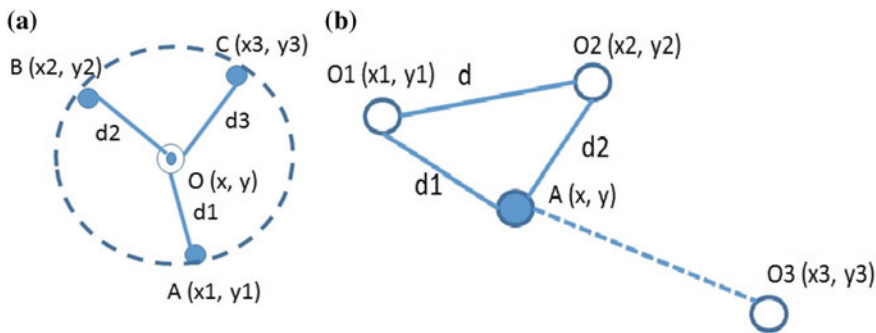 (a)
C (x3, y3)
B (x2, y2)
d2
d3
O (x, y)
d1
A (x1, y1)
(b)
O2 (x2, y2)
O1 (x1, y1)
d
d2
d1
A (x, y)
O3 (x3, y3)